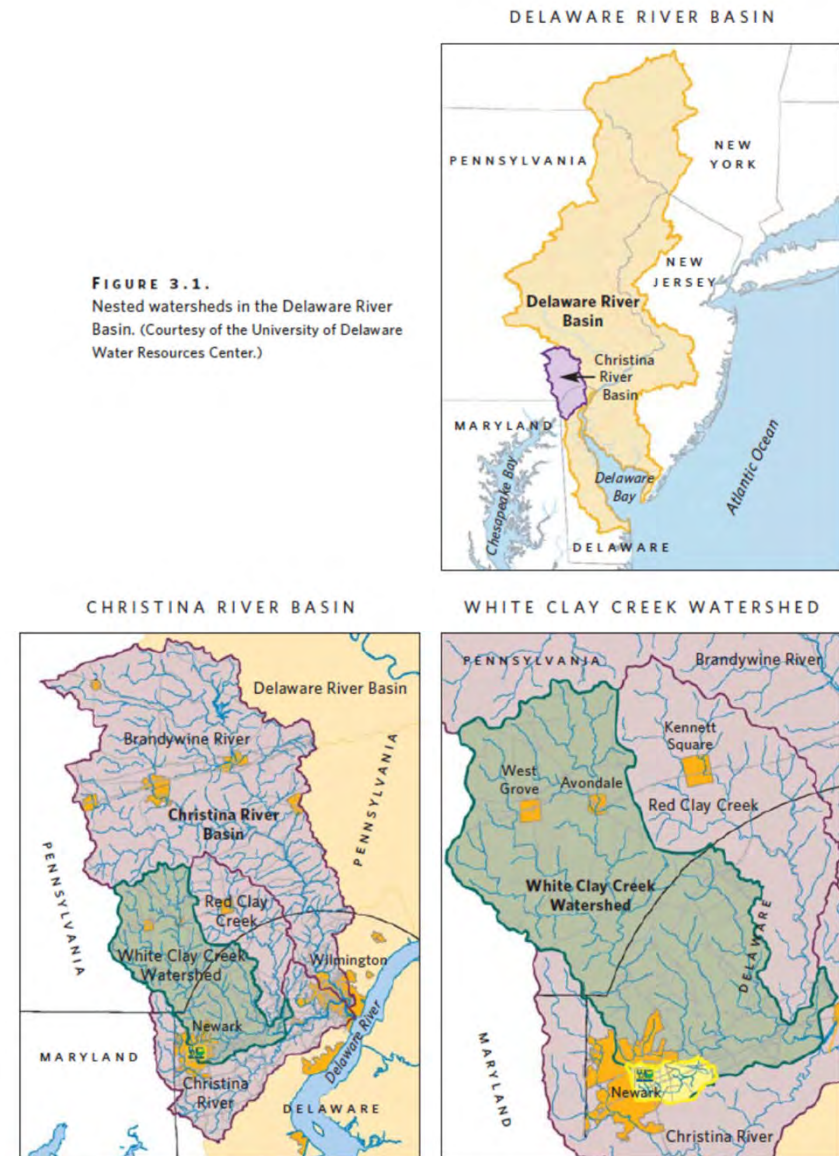 DELAWARE RIVER BASIN
PENNSYLVANIA
NEW
YORK
NEW
JERSEY
Delaware River
Basin
Christina
River
Basin
MARYLAND
Chesapeake Bay
Delaware
Bay
Atlantic Ocean
DELAWARE
FIGURE 3.1.
Nested watersheds in the Delaware River
Basin. (Courtesy of the University of Delaware
Water Resources Center.)
CHRISTINA RIVER BASIN
Delaware River Basin
Brandywine River
PENNSYLVANIA
Christina River
Basin
PENNSYLVANIA
Red Clay
Creek
White Clay Creek
Watershed
Wilmington
Newark
MARYLAND
Delaware River
Christina
River
DELAWARE
WHITE CLAY CREEK WATERSHED
PENNSYLVANIA
Brandywine River
Kennett
Square
West
Grove
Avondale
Red Clay Creek
White Clay Creek
Watershed
DELAWARE
MARYLAND
Newark
Christina River